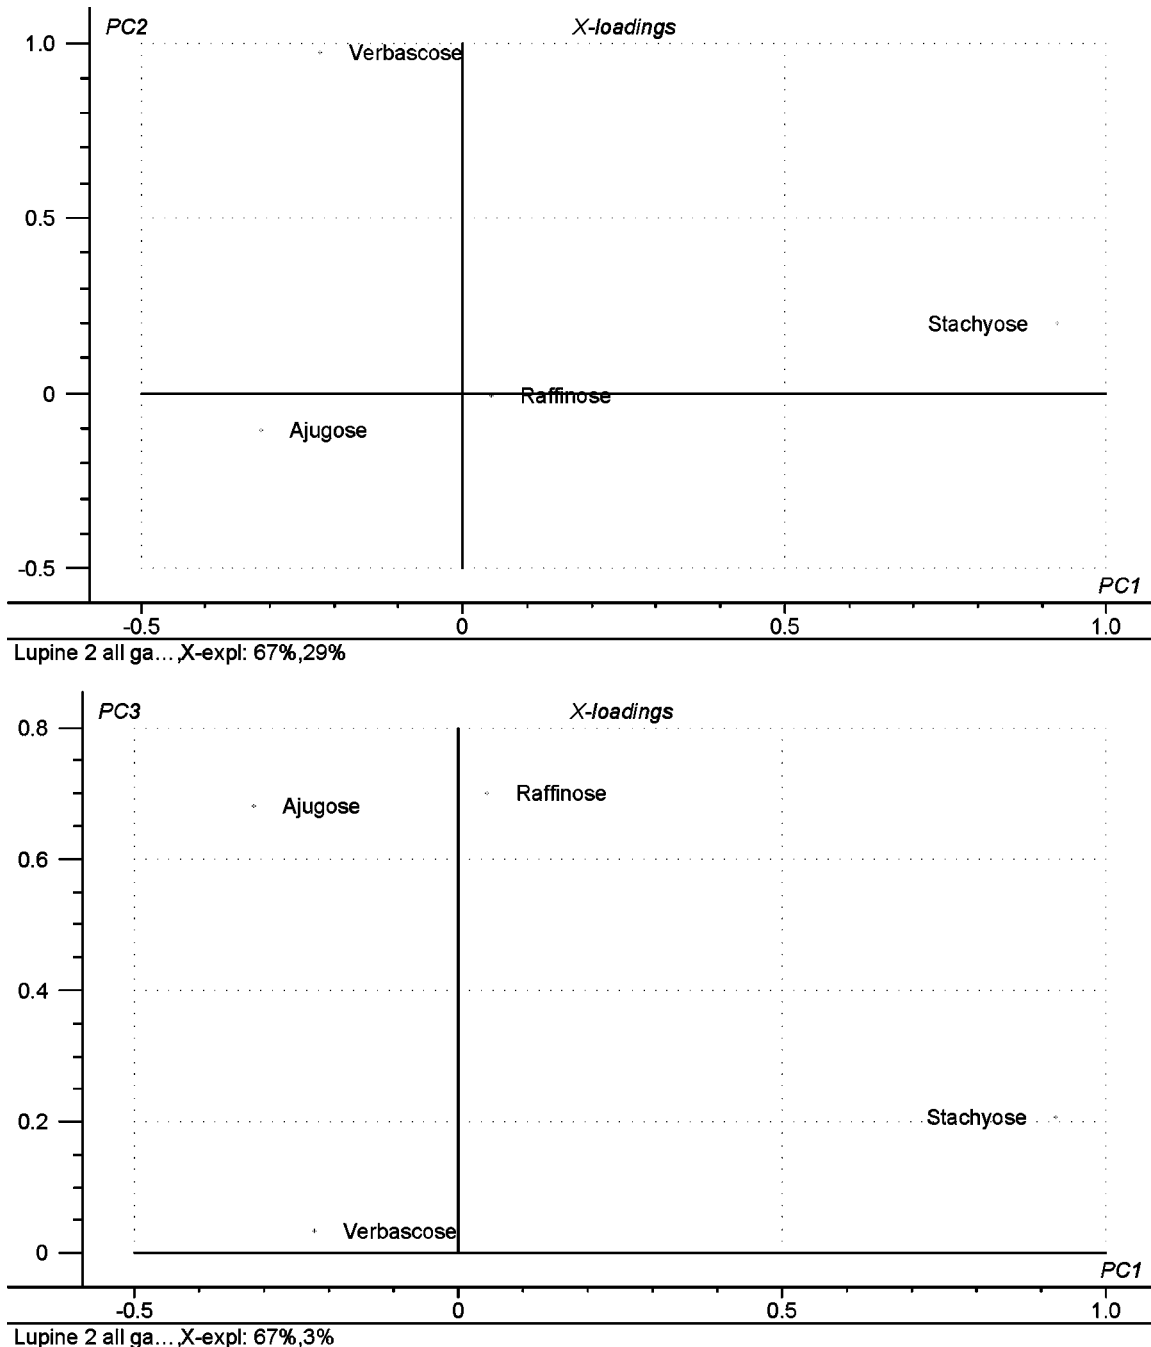 PC2 X-loadings
1.0
Verbascose
0.5
Stachyose
0
Raffinose
Ajugose
-0.5
PC1
-0.5 0 0.5 1.0
Lupine 2 all ga…,X-expl: 67%,29%
PC3 X-loadings
0.8
Raffinose
Ajugose
0.6
0.4
Stachyose
0.2
Verbascose
0
PC1
-0.5 0 0.5 1.0
Lupine 2 all ga…,X-expl: 67%,3%